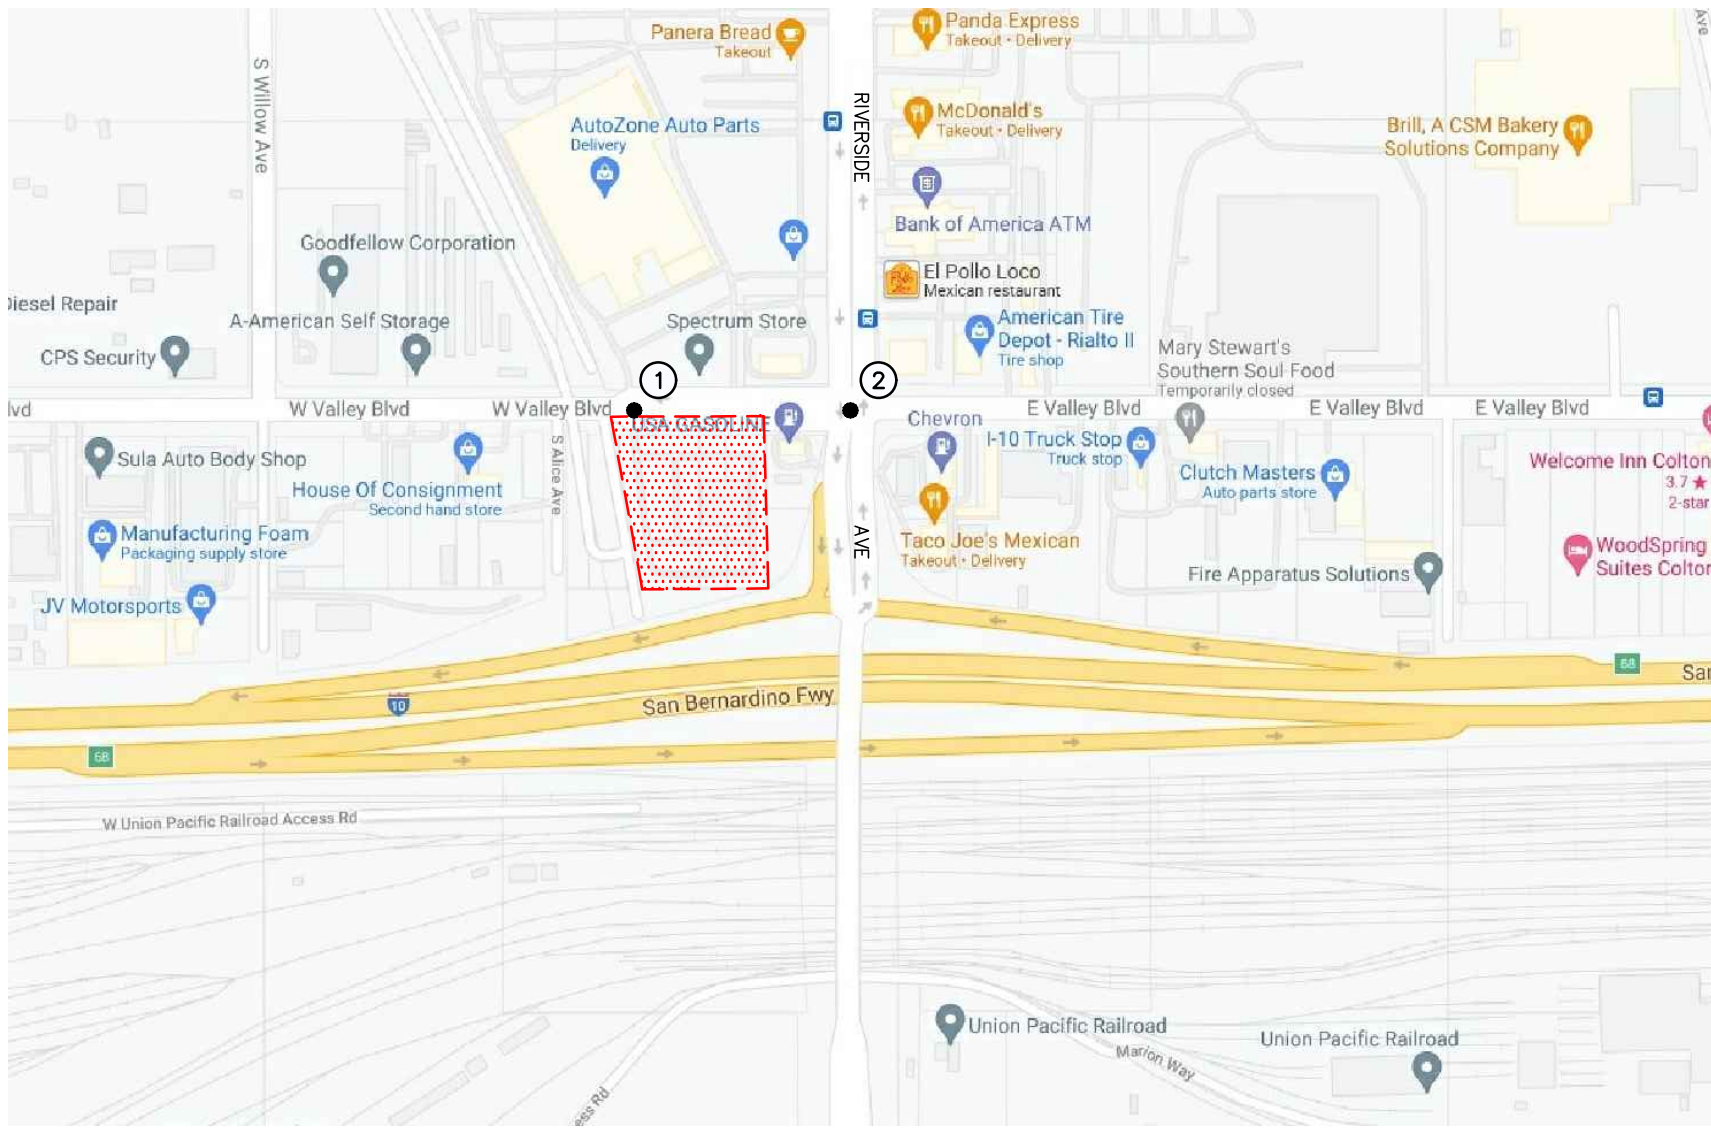 Panera Bread
Takeout
Panda Express
Takeout • Delivery
S Willow Ave
RIVERSIDE
Ave
AutoZone Auto Parts
Delivery
McDonald's
Takeout • Delivery
Brill, A CSM Bakery
Solutions Company
Bank of America ATM
Goodfellow Corporation
El Pollo Loco
Mexican restaurant
Diesel Repair
A-American Self Storage
Spectrum Store
American Tire
Depot - Rialto II
Tire shop
CPS Security
Mary Stewart's
Southern Soul Food
Temporarily closed
1
2
lvd
W Valley Blvd
W Valley Blvd
E Valley Blvd
E Valley Blvd
E Valley Blvd
USA GASOLINE
Chevron
I-10 Truck Stop
Truck stop
Sula Auto Body Shop
S Alice Ave
House Of Consignment
Second hand store
Clutch Masters
Auto parts store
Welcome Inn Colton
3.7 ★
2-star
Manufacturing Foam
Packaging supply store
AVE
Taco Joe's Mexican
Takeout • Delivery
WoodSpring
Suites Colton
Fire Apparatus Solutions
JV Motorsports
68
San
10
San Bernardino Fwy
68
W Union Pacific Railroad Access Rd
Union Pacific Railroad
Union Pacific Railroad
Marion Way
ess Rd